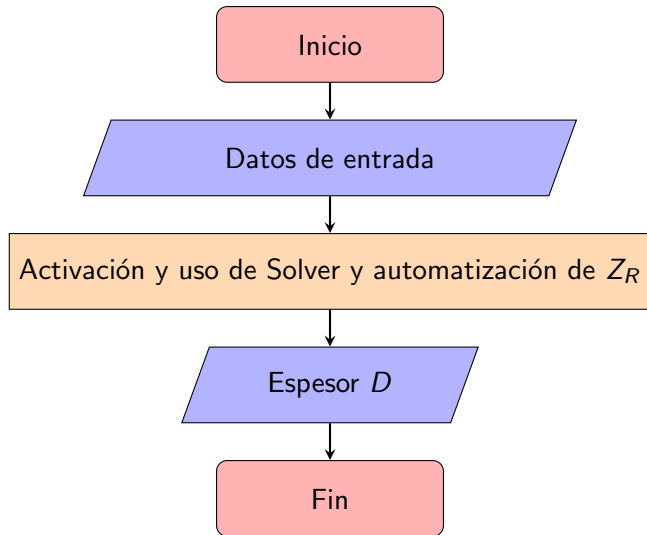 Inicio
Datos de entrada
Activación y uso de Solver y automatización de Z_R
Espesor D
Fin